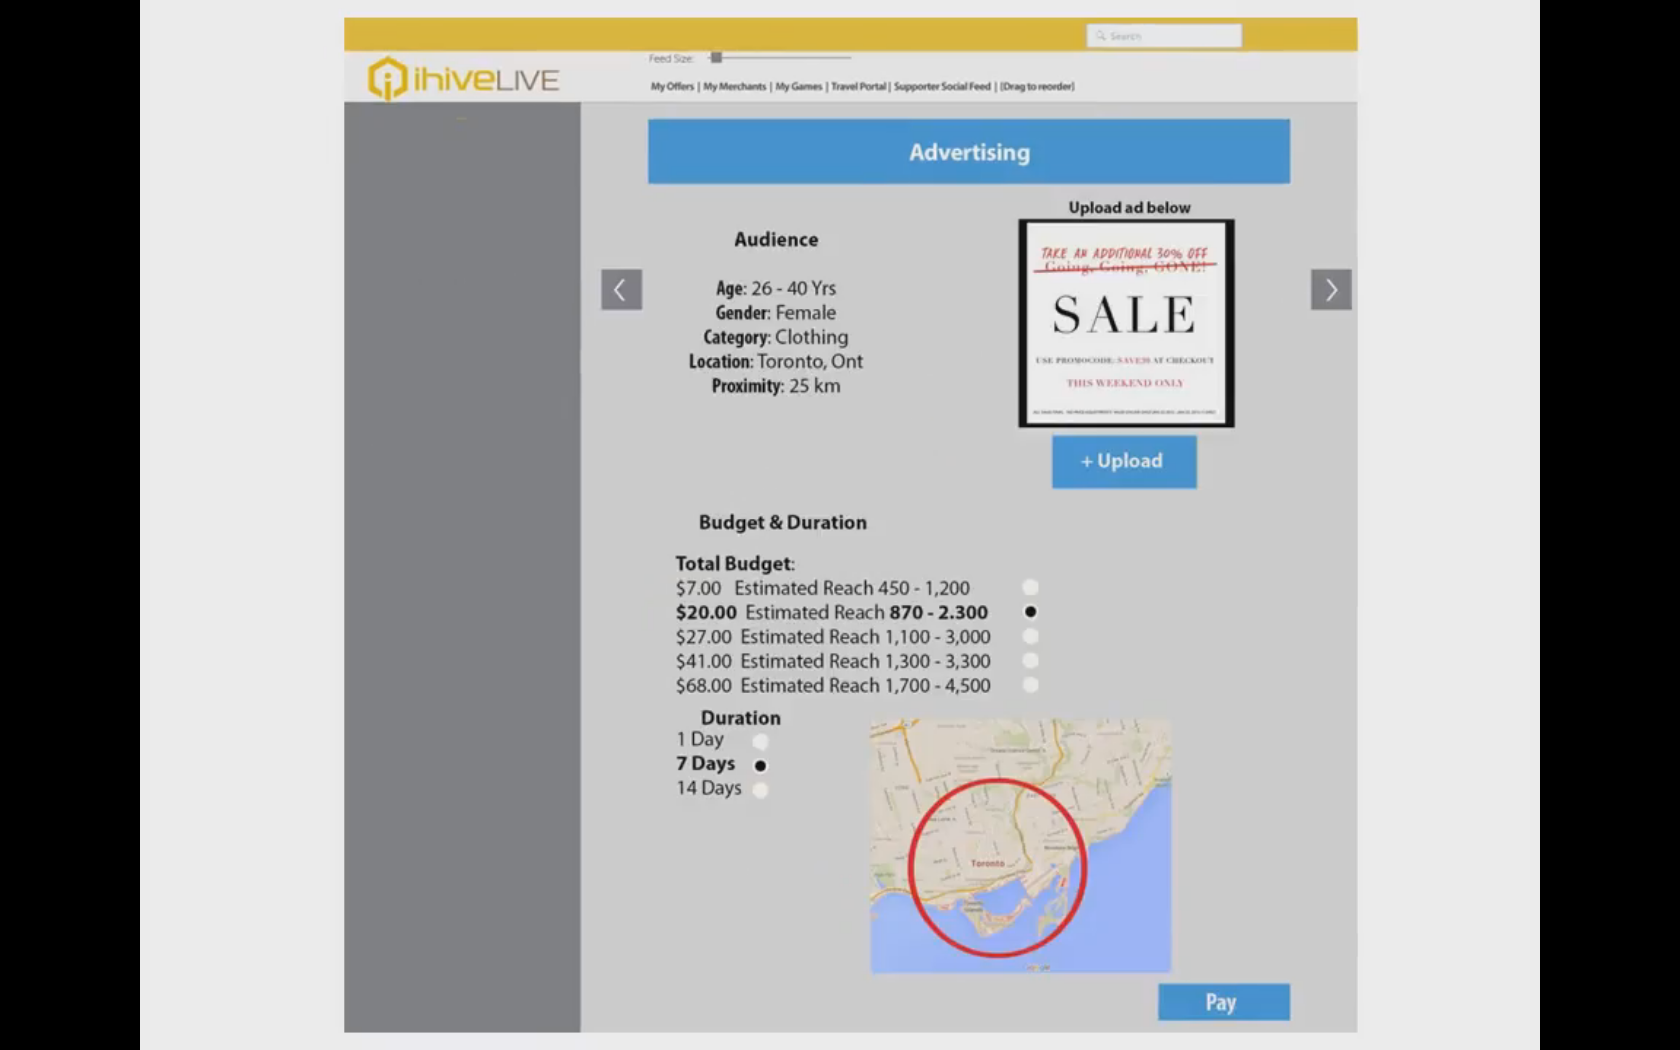 Search
Feed Size:
ihiveLIVE
My Offers | My Merchants | My Games | Travel Portal | Supporter Social Feed | (Drag to reorder)
Advertising
Upload ad below
Audience
Age: 26 - 40 Yrs
Gender: Female
Category: Clothing
Location: Toronto, Ont
Proximity: 25 km
TAKE AN ADDITIONAL 30% OFF
Going, Going, GONE!
SALE
USE PROMOCODE: SAVE30 AT CHECKOUT
THIS WEEKEND ONLY
+ Upload
Budget & Duration
Total Budget:
$7.00 Estimated Reach 450 - 1,200
$20.00 Estimated Reach 870 - 2.300
$27.00 Estimated Reach 1,100 - 3,000
$41.00 Estimated Reach 1,300 - 3,300
$68.00 Estimated Reach 1,700 - 4,500
Duration
1 Day
7 Days
14 Days
Toronto
Pay